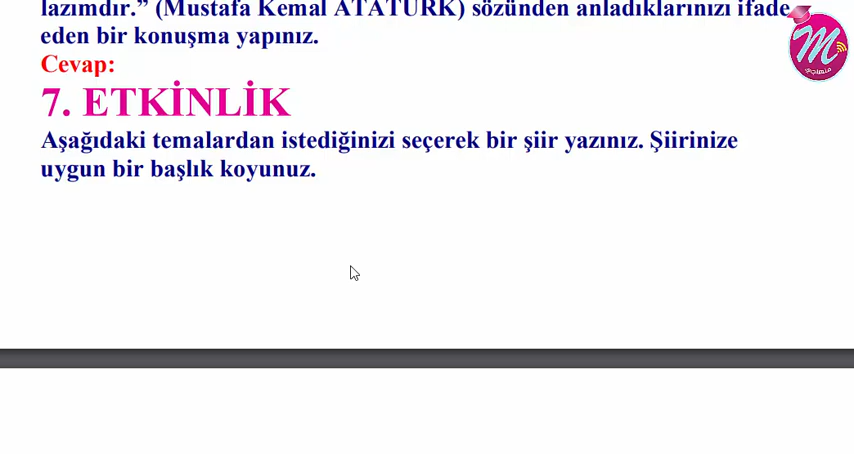 lazımdır.” (Mustafa Kemal ATATÜRK) sözünden anladıklarınızı ifade
eden bir konuşma yapınız.
Cevap:
7. ETKİNLİK
Aşağıdaki temalardan istediğinizi seçerek bir şiir yazınız. Şiirinize
uygun bir başlık koyunuz.